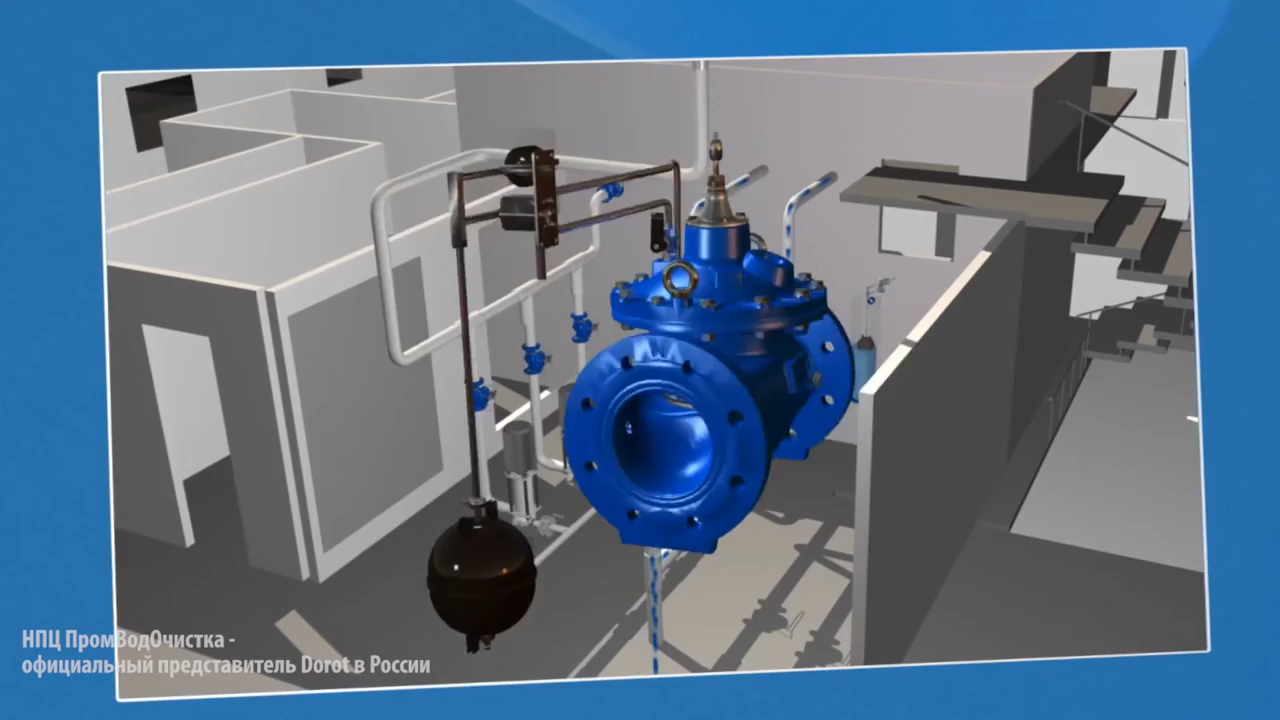 НПЦ ПромВодОчистка -
официальный представитель Dorot в России